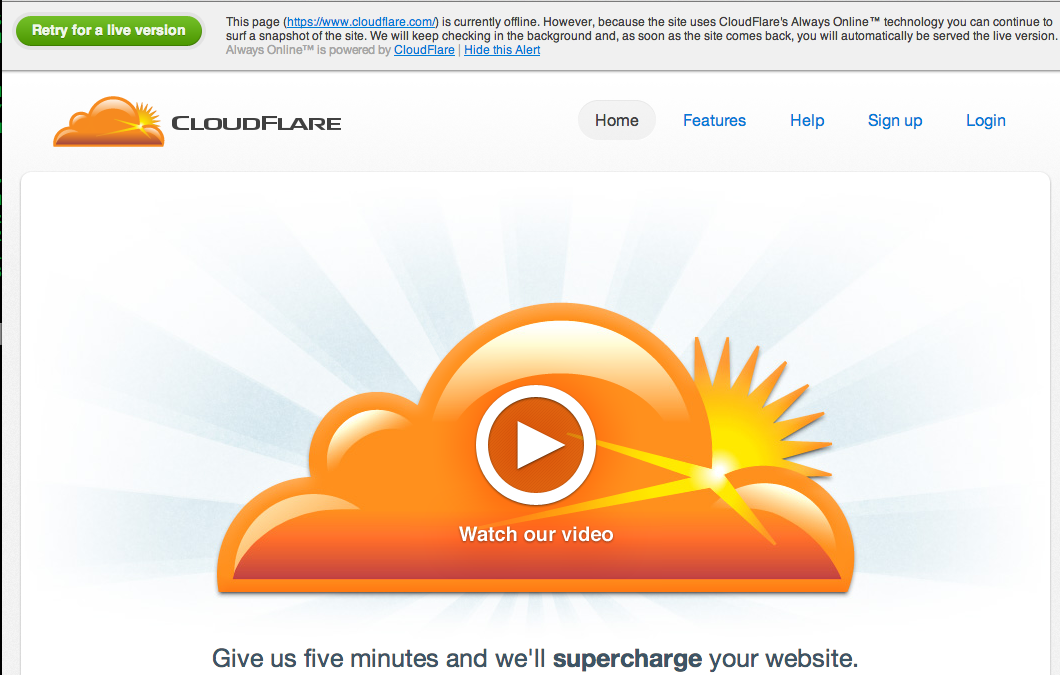 Retry for a live version
This page (https://www.cloudflare.com/) is currently offline. However, because the site uses CloudFlare's Always Online™ technology you can continue to
surf a snapshot of the site. We will keep checking in the background and, as soon as the site comes back, you will automatically be served the live version.
Always Online™ is powered by CloudFlare | Hide this Alert
CLOUDFLARE
Home Features Help Sign up Login
Watch our video
Give us five minutes and we'll supercharge your website.